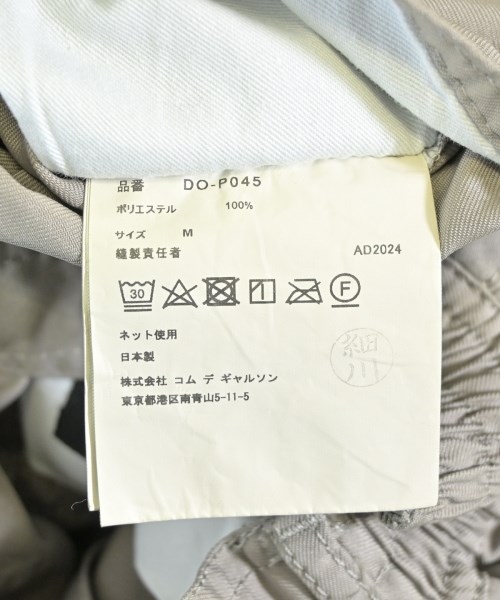 品番 DO-P045
ポリエステル 100%
サイズ M
縫製責任者 AD2024
30 F
ネット使用
日本製
細川
株式会社 コム デ ギャルソン
東京都港区南青山5-11-5